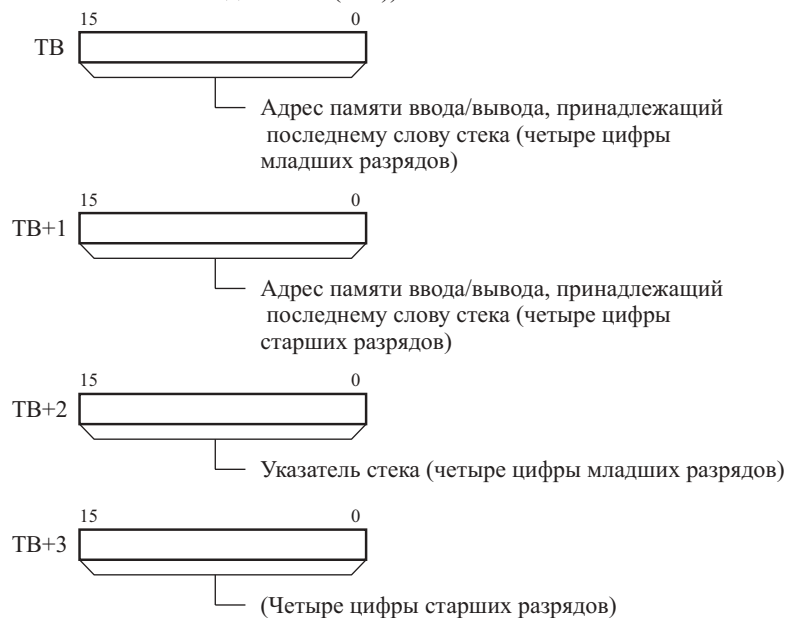 15 0
TB
Адрес памяти ввода/вывода, принадлежащий
последнему слову стека (четыре цифры
младших разрядов)
15 0
TB+1
Адрес памяти ввода/вывода, принадлежащий
последнему слову стека (четыре цифры
старших разрядов)
15 0
TB+2
Указатель стека (четыре цифры младших разрядов)
15 0
TB+3
(Четыре цифры старших разрядов)